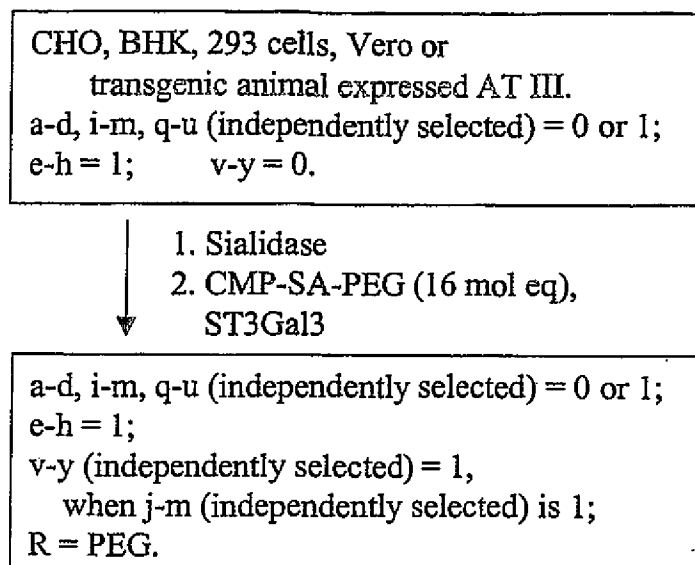 CHO, BHK, 293 cells, Vero or
transgenic animal expressed AT III.
a-d, i-m, q-u (independently selected) = 0 or 1;
e-h = 1; v-y = 0.
1. Sialidase
2. CMP-SA-PEG (16 mol eq),
ST3Gal3
a-d, i-m, q-u (independently selected) = 0 or 1;
e-h = 1;
v-y (independently selected) = 1,
when j-m (independently selected) is 1;
R = PEG.